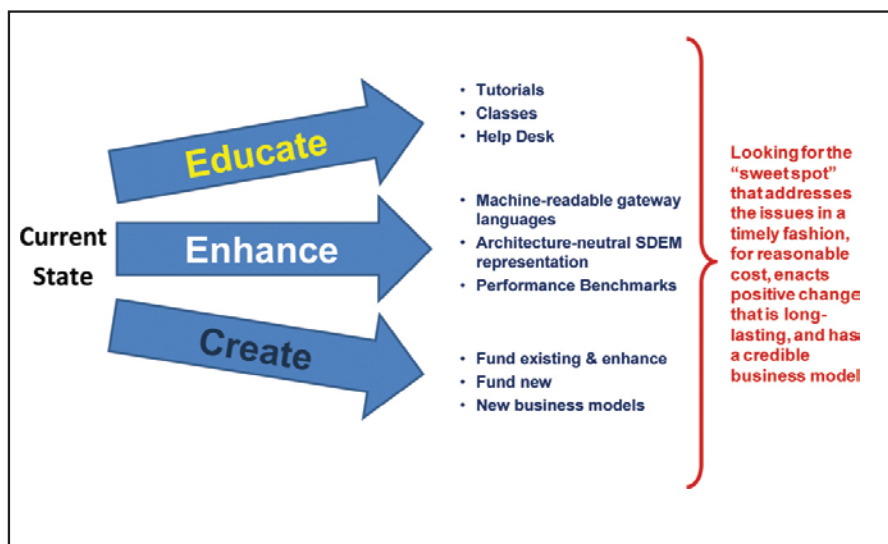 Current
State
Educate
• Tutorials
• Classes
• Help Desk
Enhance
• Machine-readable gateway
languages
• Architecture-neutral SDEM
representation
• Performance Benchmarks
Create
• Fund existing & enhance
• Fund new
• New business models
Looking for the
“sweet spot”
that addresses
the issues in a
timely fashion,
for reasonable
cost, enacts
positive change
that is long-
lasting, and has
a credible
business model